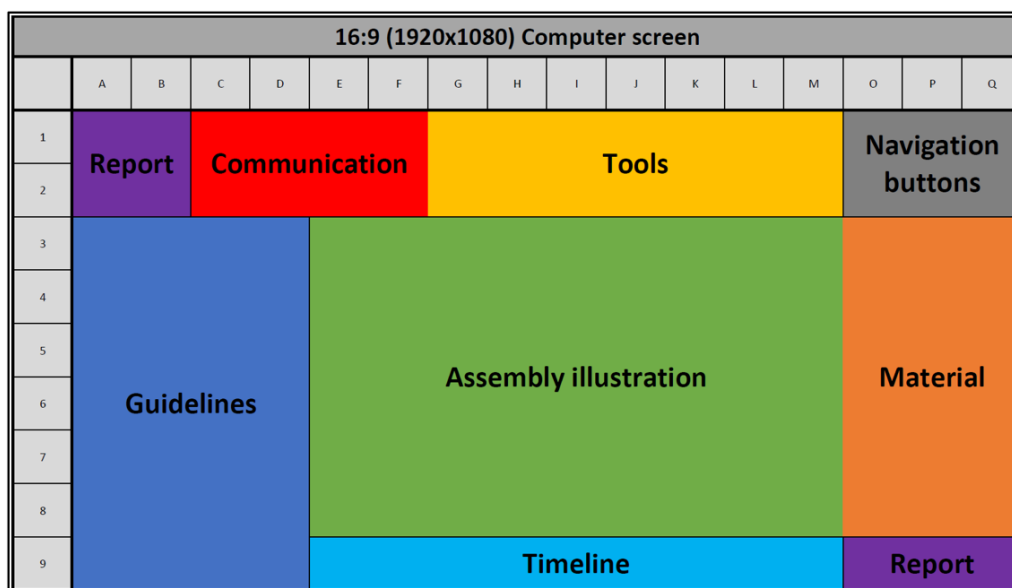 16:9 (1920x1080) Computer screen
A B C D E F G H I J K L M O P Q
1
Report Communication Tools Navigation
buttons
2
3
4
5
Assembly illustration Material
6
Guidelines
7
8
9
Timeline Report